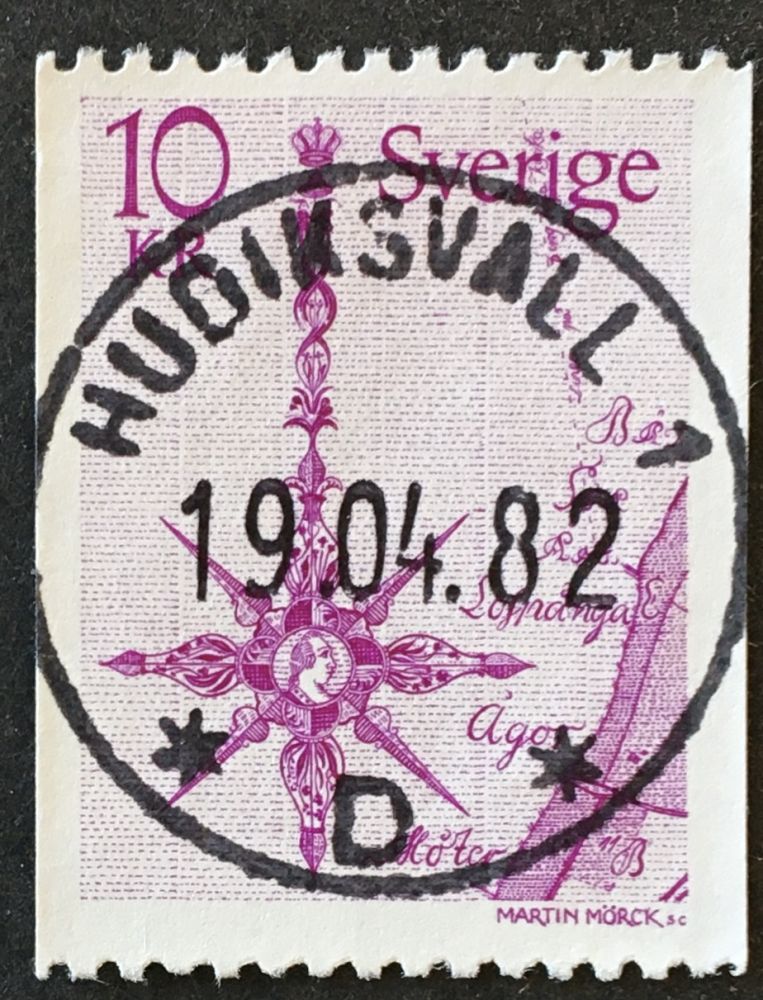 10 Sverige
KR
HUDIKSVALL 1
19.04.82
Ågor
D
MARTIN MÖRCK SC